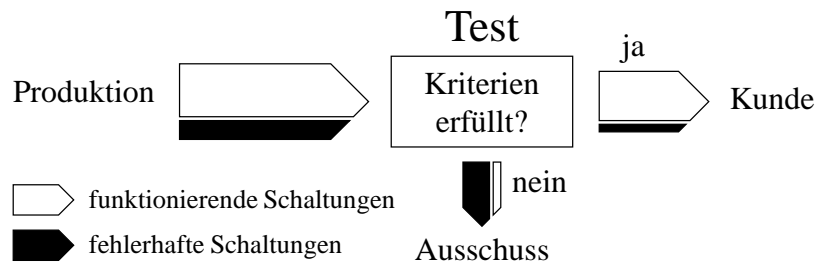 Test
ja
Produktion
Kriterien
erfüllt?
Kunde
nein
funktionierende Schaltungen
fehlerhafte Schaltungen
Ausschuss